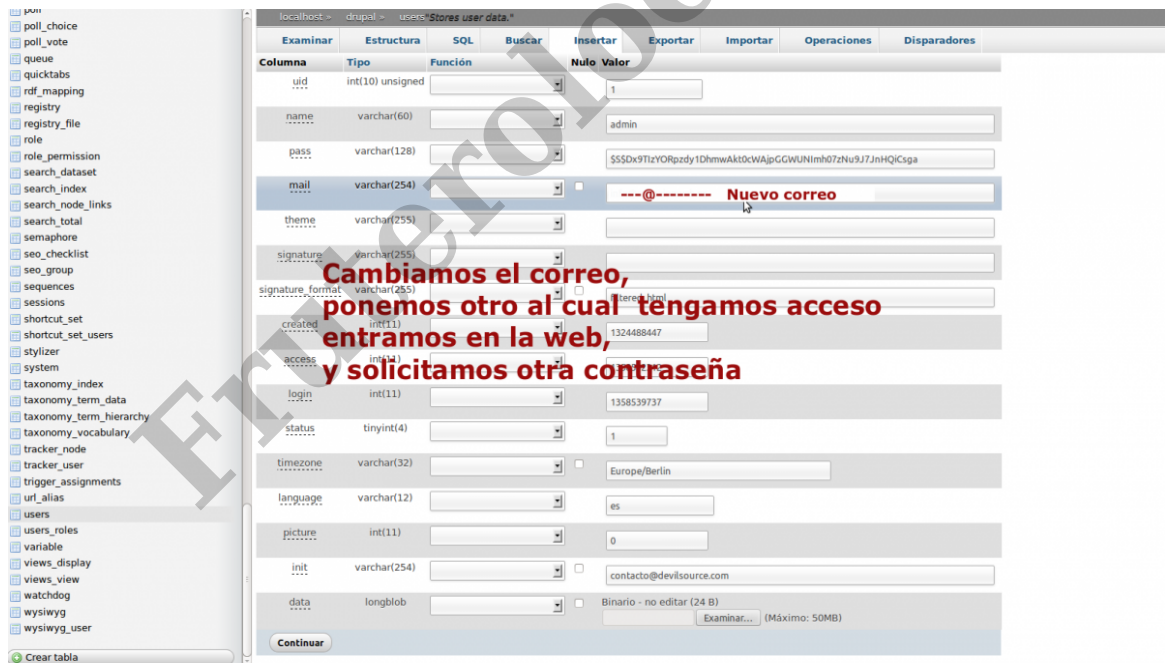 poll
poll_choice
poll_vote
queue
quicktabs
rdf_mapping
registry
registry_file
role
role_permission
search_dataset
search_index
search_node_links
search_total
semaphore
seo_checklist
seo_group
sequences
sessions
shortcut_set
shortcut_set_users
stylizer
system
taxonomy_index
taxonomy_term_data
taxonomy_term_hierarchy
taxonomy_vocabulary
tracker_node
tracker_user
trigger_assignments
url_alias
users
users_roles
variable
views_display
views_view
watchdog
wysiwyg
wysiwyg_user
Crear tabla
localhost » drupal » users "Stores user data."
Examinar Estructura SQL Buscar Insertar Exportar Importar Operaciones Disparadores
Columna Tipo Función Nulo Valor
uid int(10) unsigned 1
name varchar(60) admin
pass varchar(128)
mail varchar(254) ---@-------- Nuevo correo
theme varchar(255)
signature varchar(255)
signature_format varchar(255) filtered_html
created int(11) 1324488447
access int(11)
login int(11) 1358539737
status tinyint(4) 1
timezone varchar(32) Europe/Berlin
language varchar(12) es
picture int(11) 0
init varchar(254) contacto@devilsource.com
data longblob Binario - no editar (24 B)
Examinar... (Máximo: 50MB)
Continuar
Cambiamos el correo,
ponemos otro al cual tengamos acceso
entramos en la web,
y solicitamos otra contraseña